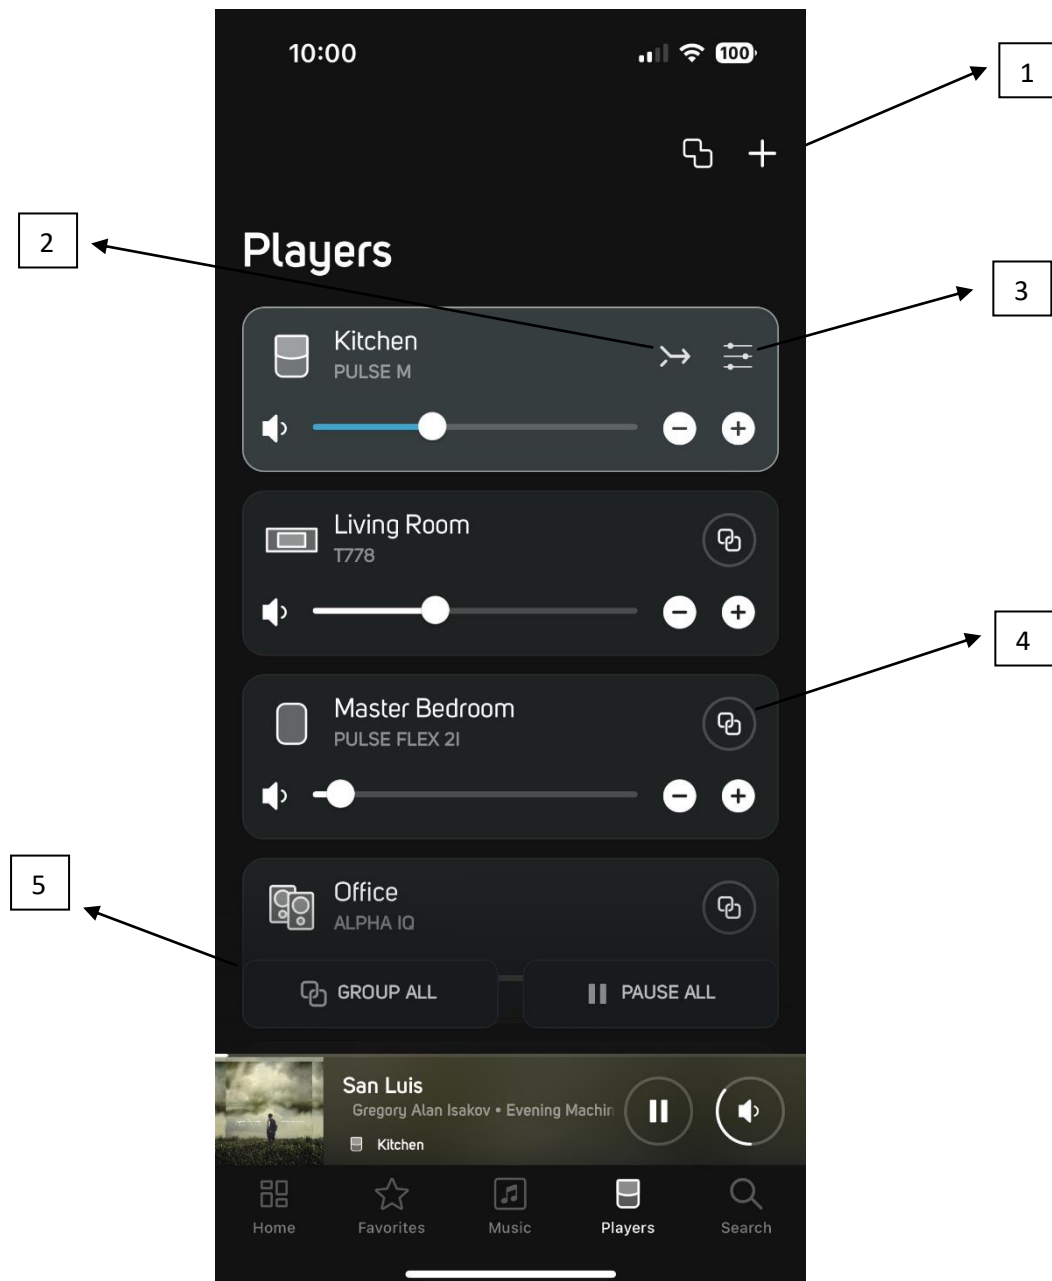 10:00
100
1
2
Players
3
Kitchen
PULSE M
Living Room
T778
4
Master Bedroom
PULSE FLEX 2I
5
Office
ALPHA IQ
GROUP ALL
PAUSE ALL
San Luis
Gregory Alan Isakov • Evening Machin
Kitchen
Home
Favorites
Music
Players
Search